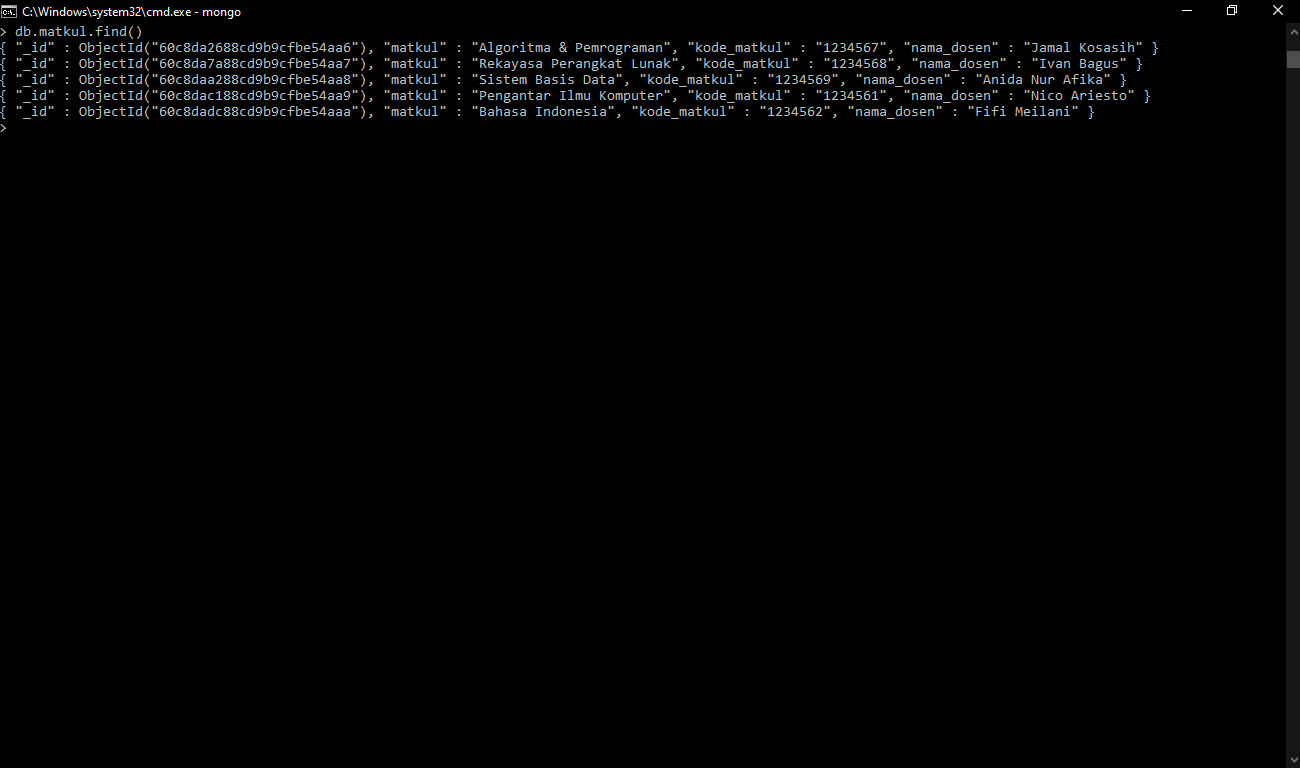 C:\Windows\system32\cmd.exe - mongo
> db.matkul.find()
{ "_id" : ObjectId("60c8da2688cd9b9cfbe54aa6"), "matkul" : "Algoritma & Pemrograman", "kode_matkul" : "1234567", "nama_dosen" : "Jamal Kosasih" }
{ "_id" : ObjectId("60c8da7a88cd9b9cfbe54aa7"), "matkul" : "Rekayasa Perangkat Lunak", "kode_matkul" : "1234568", "nama_dosen" : "Ivan Bagus" }
{ "_id" : ObjectId("60c8daa288cd9b9cfbe54aa8"), "matkul" : "Sistem Basis Data", "kode_matkul" : "1234569", "nama_dosen" : "Anida Nur Afika" }
{ "_id" : ObjectId("60c8dac188cd9b9cfbe54aa9"), "matkul" : "Pengantar Ilmu Komputer", "kode_matkul" : "1234561", "nama_dosen" : "Nico Ariesto" }
{ "_id" : ObjectId("60c8dadc88cd9b9cfbe54aaa"), "matkul" : "Bahasa Indonesia", "kode_matkul" : "1234562", "nama_dosen" : "Fifi Meilani" }
>